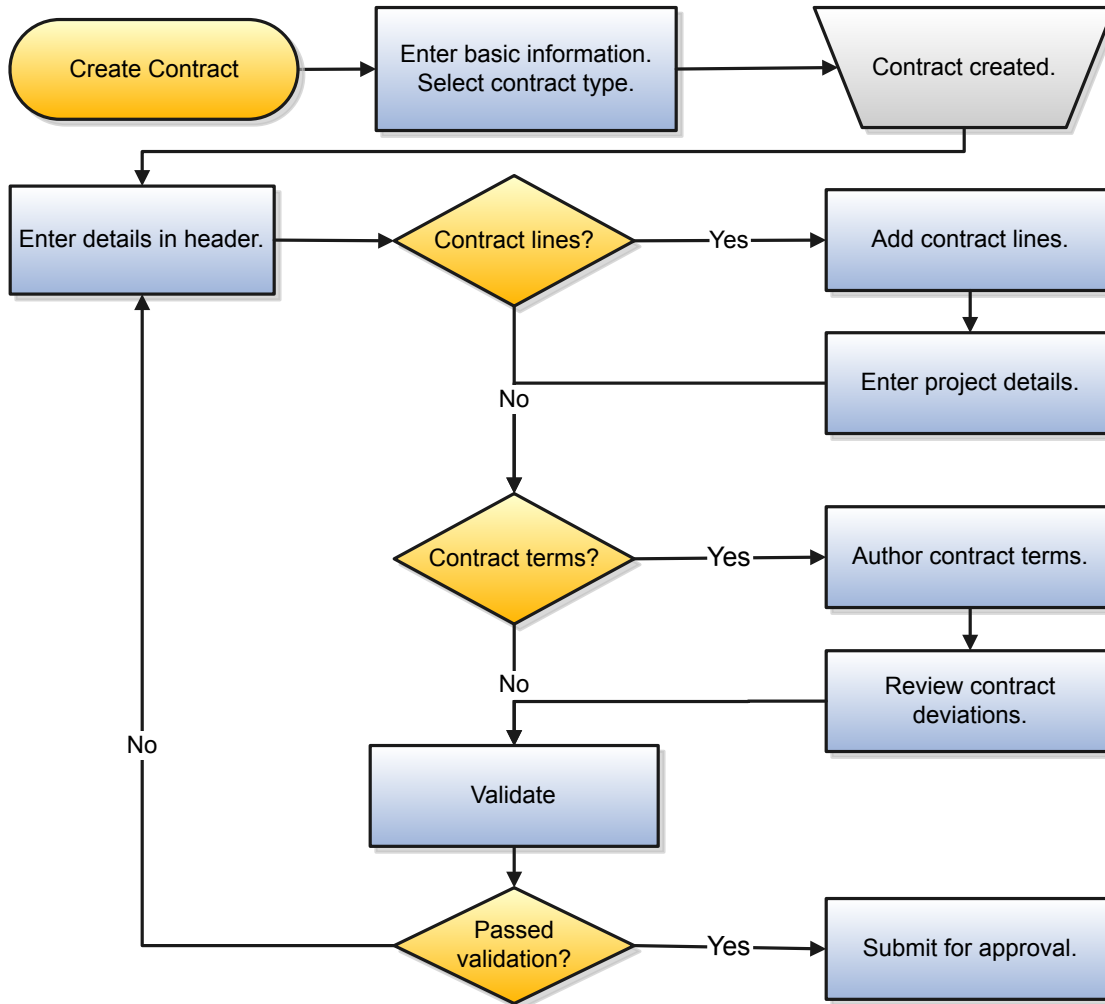 Create Contract
Enter basic information.
Select contract type.
Contract created.
Enter details in header.
Contract lines?
Yes
Add contract lines.
Enter project details.
No
Contract terms?
Yes
Author contract terms.
No
Review contract
deviations.
No
Validate
Passed
validation?
Yes
Submit for approval.